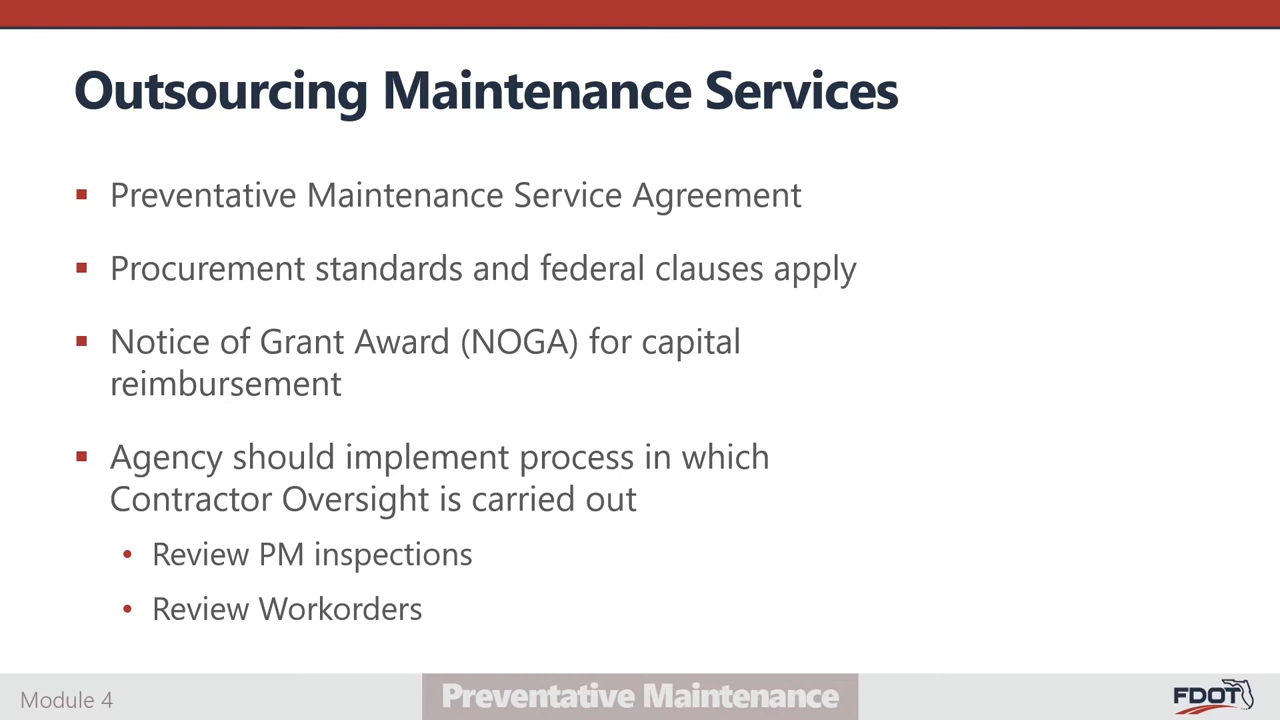 Outsourcing Maintenance Services
▪ Preventative Maintenance Service Agreement
▪ Procurement standards and federal clauses apply
▪ Notice of Grant Award (NOGA) for capital
reimbursement
▪ Agency should implement process in which
Contractor Oversight is carried out
• Review PM inspections
• Review Workorders
Module 4
Preventative Maintenance
FDOT